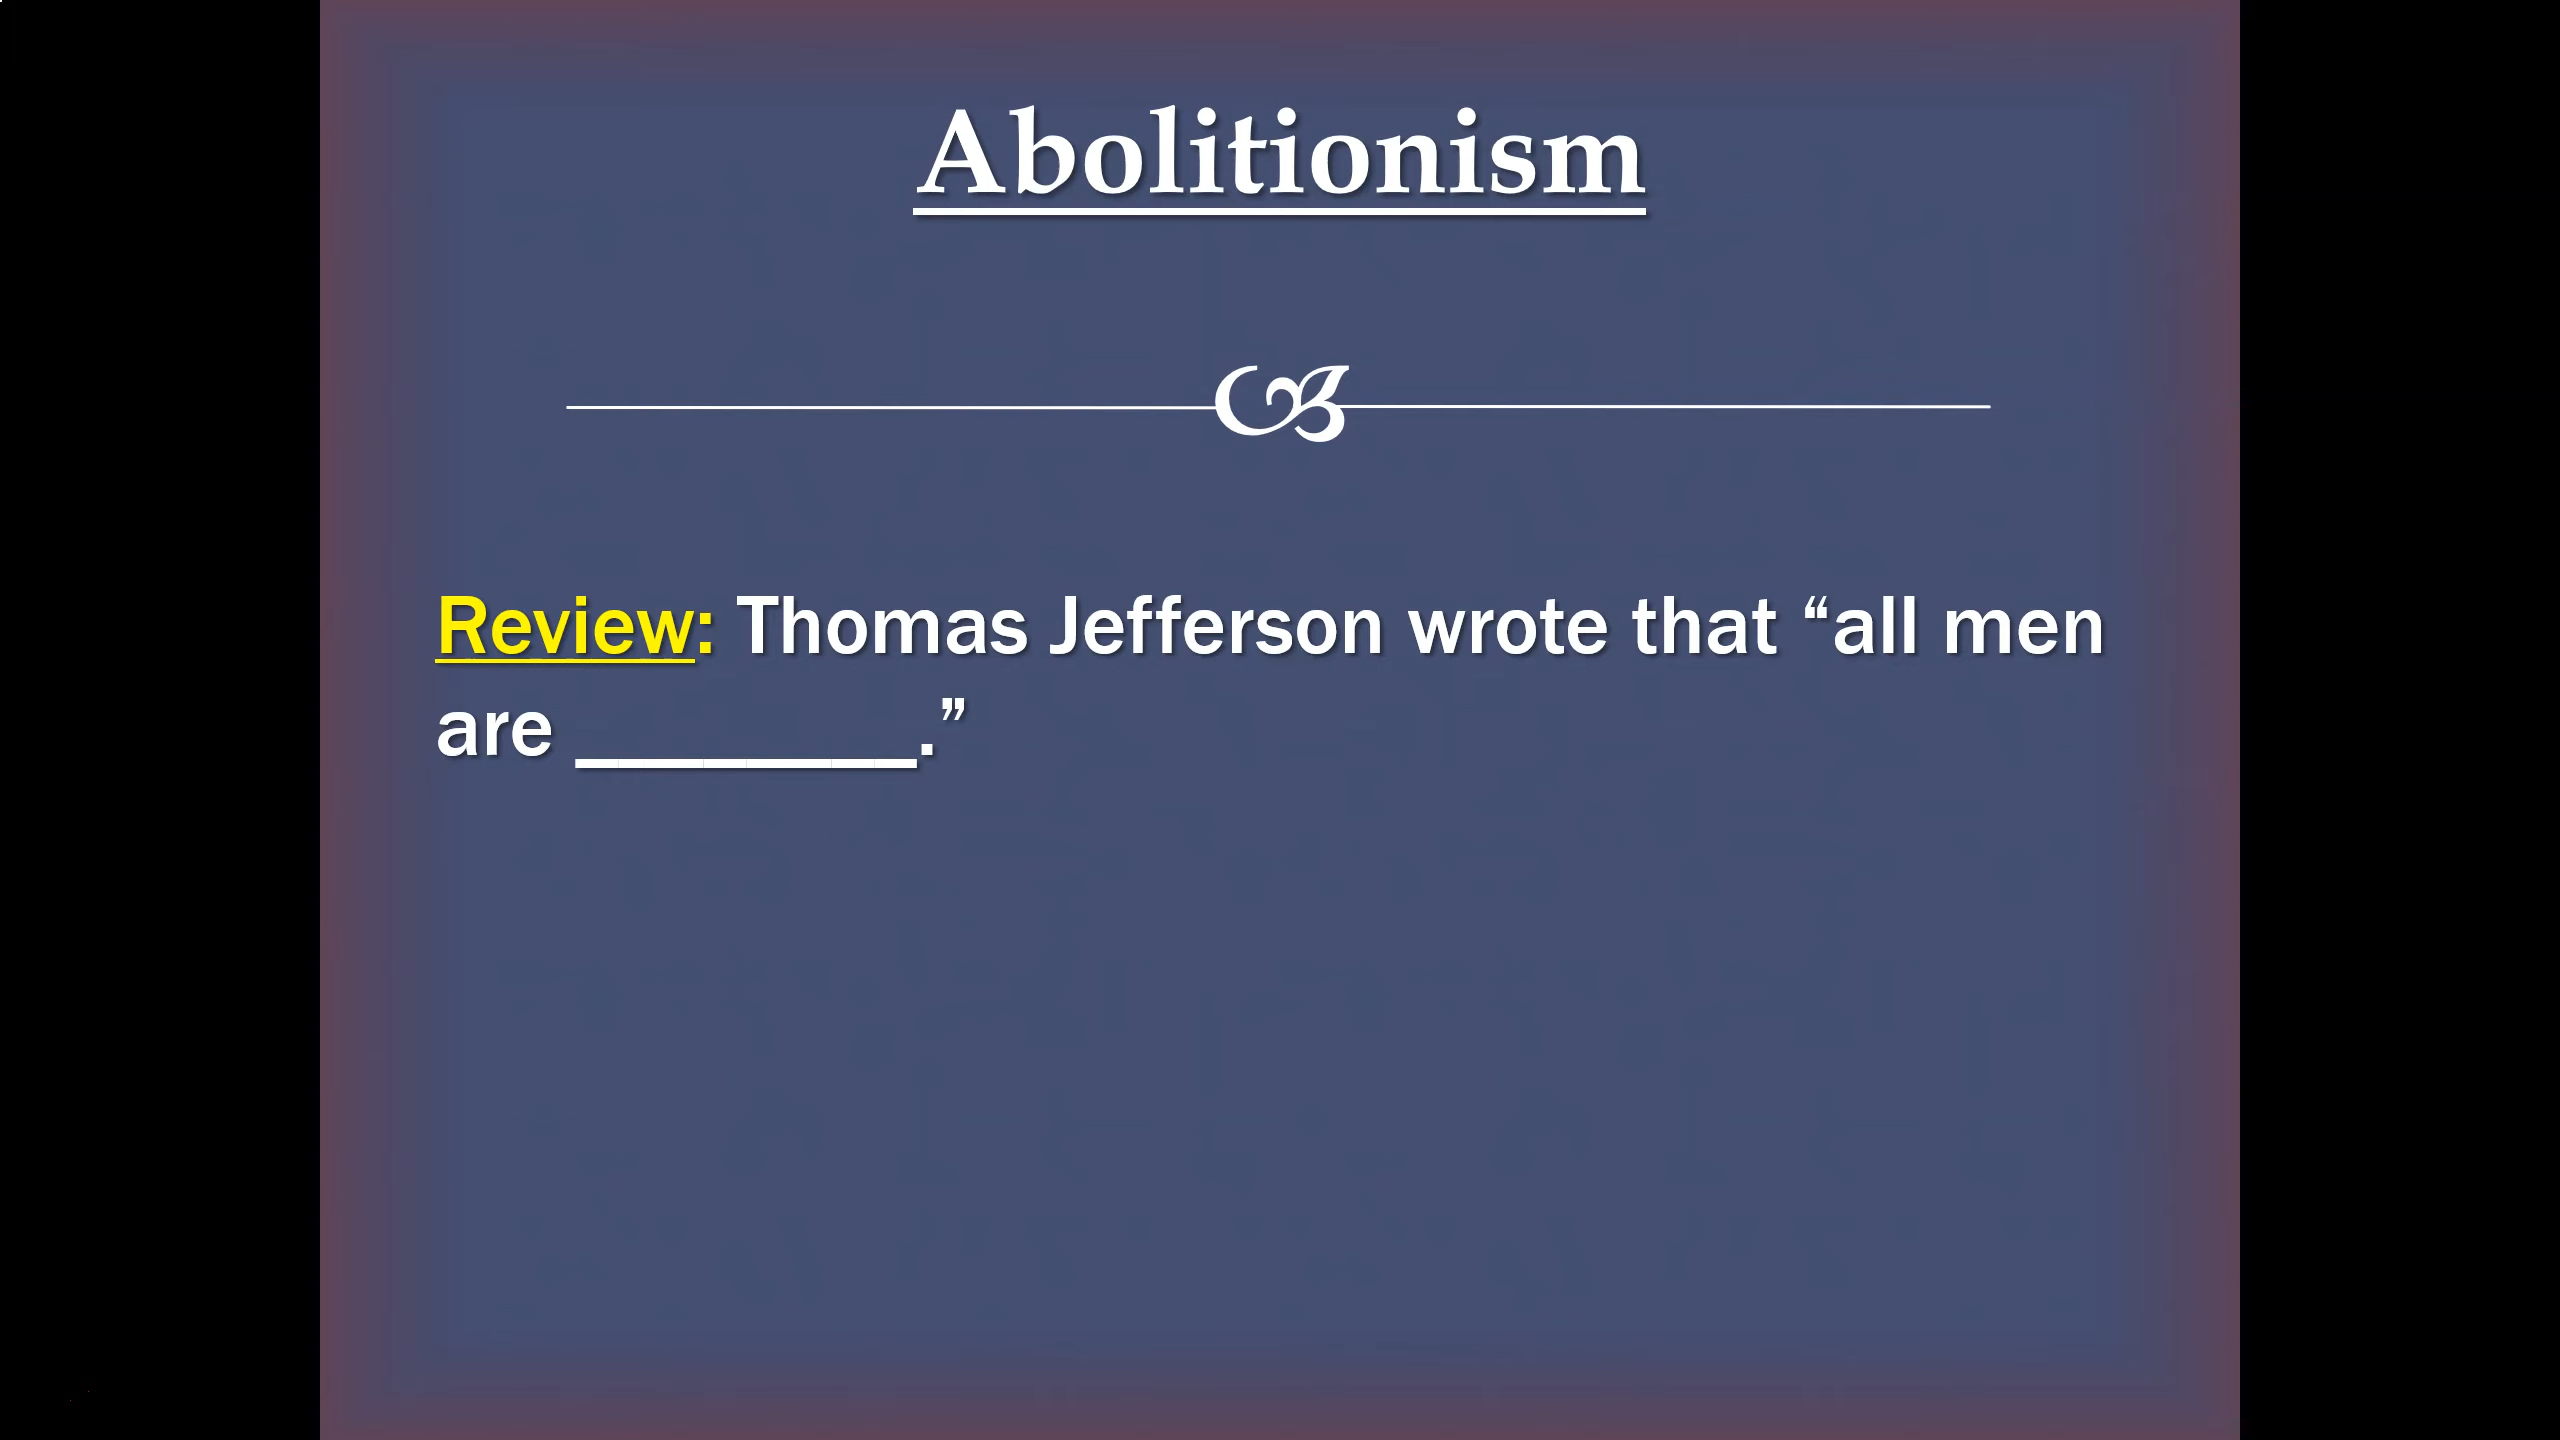 Abolitionism
Review: Thomas Jefferson wrote that “all men
are ________.”